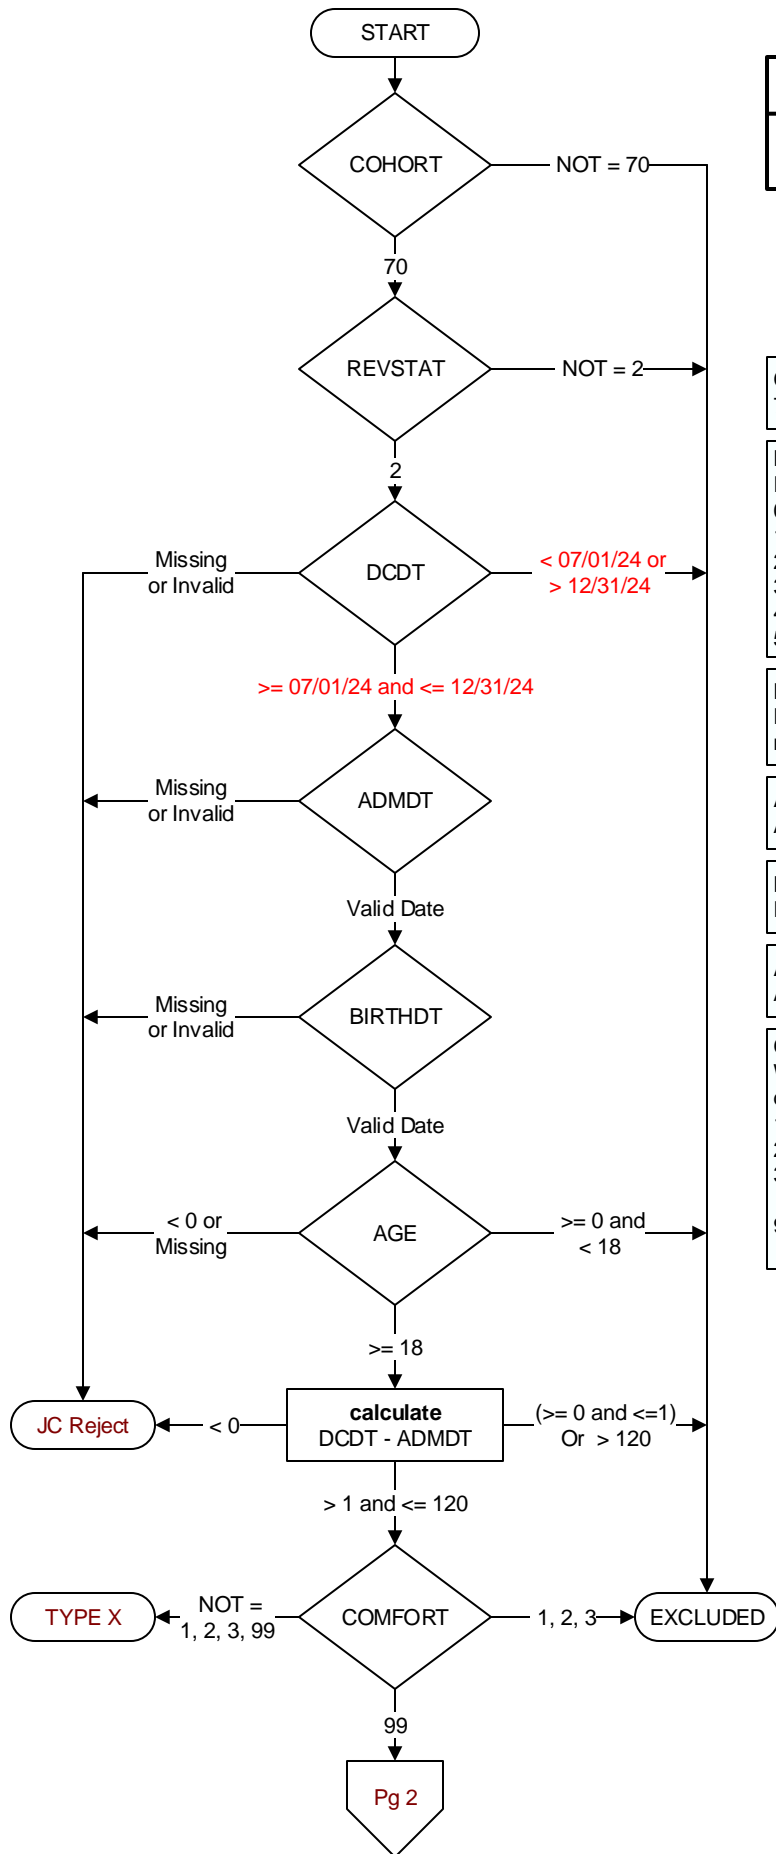 START
COHORT
NOT = 70
70
REVSTAT
NOT = 2
2
Missing
or Invalid
DCDT
< 07/01/24 or
> 12/31/24
>= 07/01/24 and <= 12/31/24
Missing
or Invalid
ADMDT
Valid Date
Missing
or Invalid
BIRTHDT
Valid Date
< 0 or
Missing
AGE
>= 0 and
< 18
>= 18
JC Reject
< 0
calculate
DCDT - ADMDT
(>= 0 and <=1)
Or > 120
> 1 and <= 120
TYPE X
NOT =
1, 2, 3, 99
COMFORT
1, 2, 3
EXCLUDED
99
Pg 2